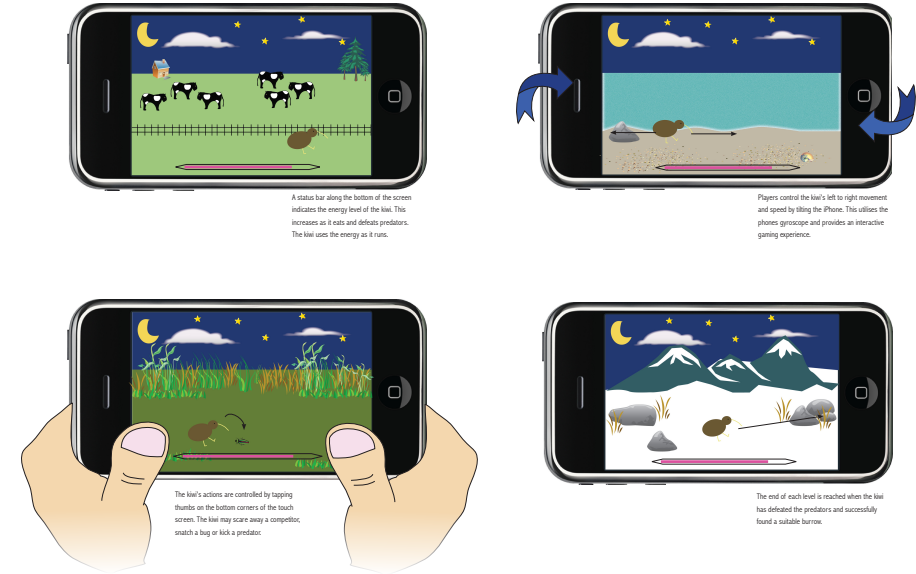 A status bar along the bottom of the screen
indicates the energy level of the kiwi. This
increases as it eats and defeats predators.
The kiwi uses the energy as it runs.
Players control the kiwi's left to right movement
and speed by tilting the iPhone. This utilises the
phones gyroscope and provides an interactive
gaming experience.
The kiwi's actions are controlled by tapping
thumbs on the bottom corners of the touch
screen. The kiwi may scare away a competitor,
snatch a bug or kick a predator.
The end of each level is reached when the kiwi
has defeated the predators and successfully
found a suitable burrow.